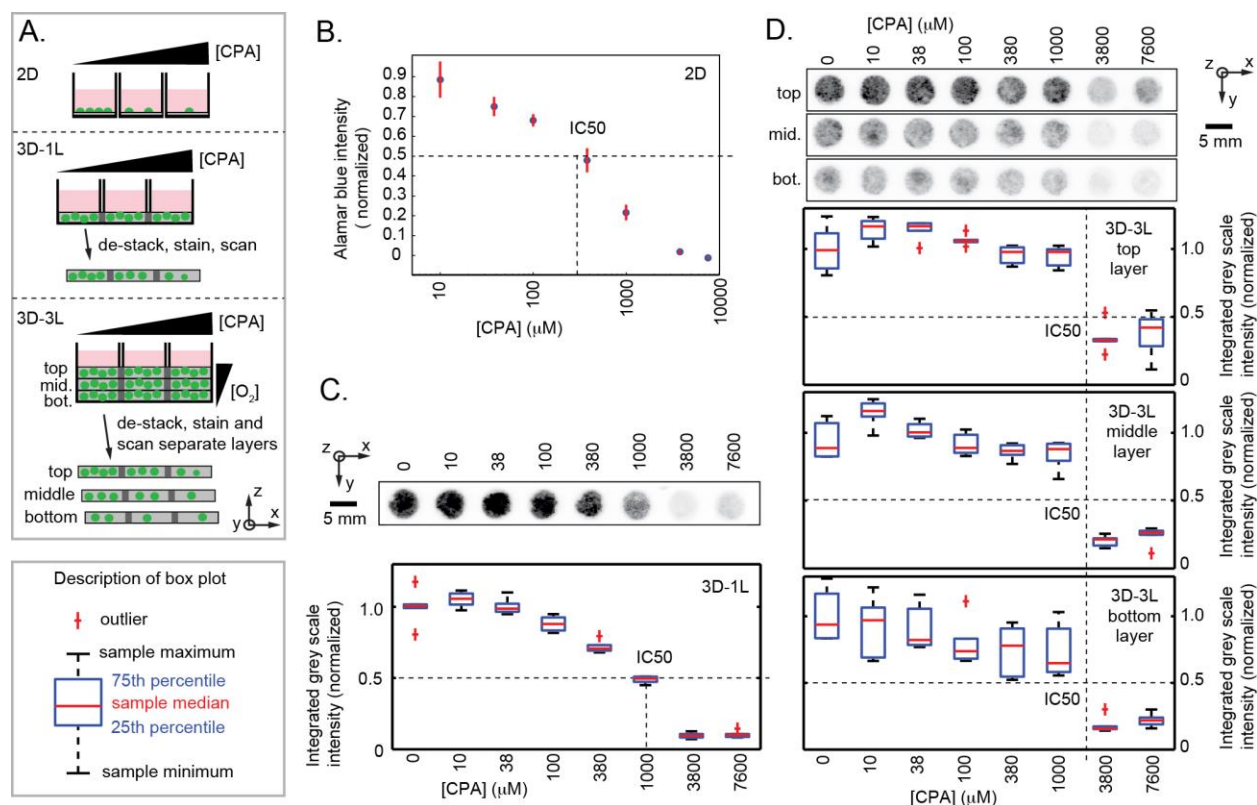 A.
2D
[CPA]
3D-1L
[CPA]
de-stack, stain, scan
3D-3L
[CPA]
top
mid.
bot.
[O₂]
de-stack, stain and
scan separate layers
top
middle
bottom
z
y
x
Description of box plot
outlier
sample maximum
75th percentile
sample median
25th percentile
sample minimum
B.
2D
Alamar blue intensity
( normalized)
0.9
0.8
0.7
0.6
0.5
0.4
0.3
0.2
0.1
0
IC50
10
100
1000
10000
[CPA] (μM)
C.
z
x
y
5 mm
0
10
38
100
380
1000
3800
7600
3D-1L
Integrated grey scale
intensity (normalized)
1.0
0.5
0
IC50
0
10
38
100
380
1000
3800
7600
[CPA] (μM)
D.
[CPA] (μM)
0
10
38
100
380
1000
3800
7600
z
x
y
5 mm
top
mid.
bot.
3D-3L
top
layer
IC50
1.0
0.5
0
Integrated grey scale
intensity (normalized)
3D-3L
middle
layer
IC50
1.0
0.5
0
Integrated grey scale
intensity (normalized)
3D-3L
bottom
layer
IC50
1.0
0.5
0
Integrated grey scale
intensity (normalized)
0
10
38
100
380
1000
3800
7600
[CPA] (μM)